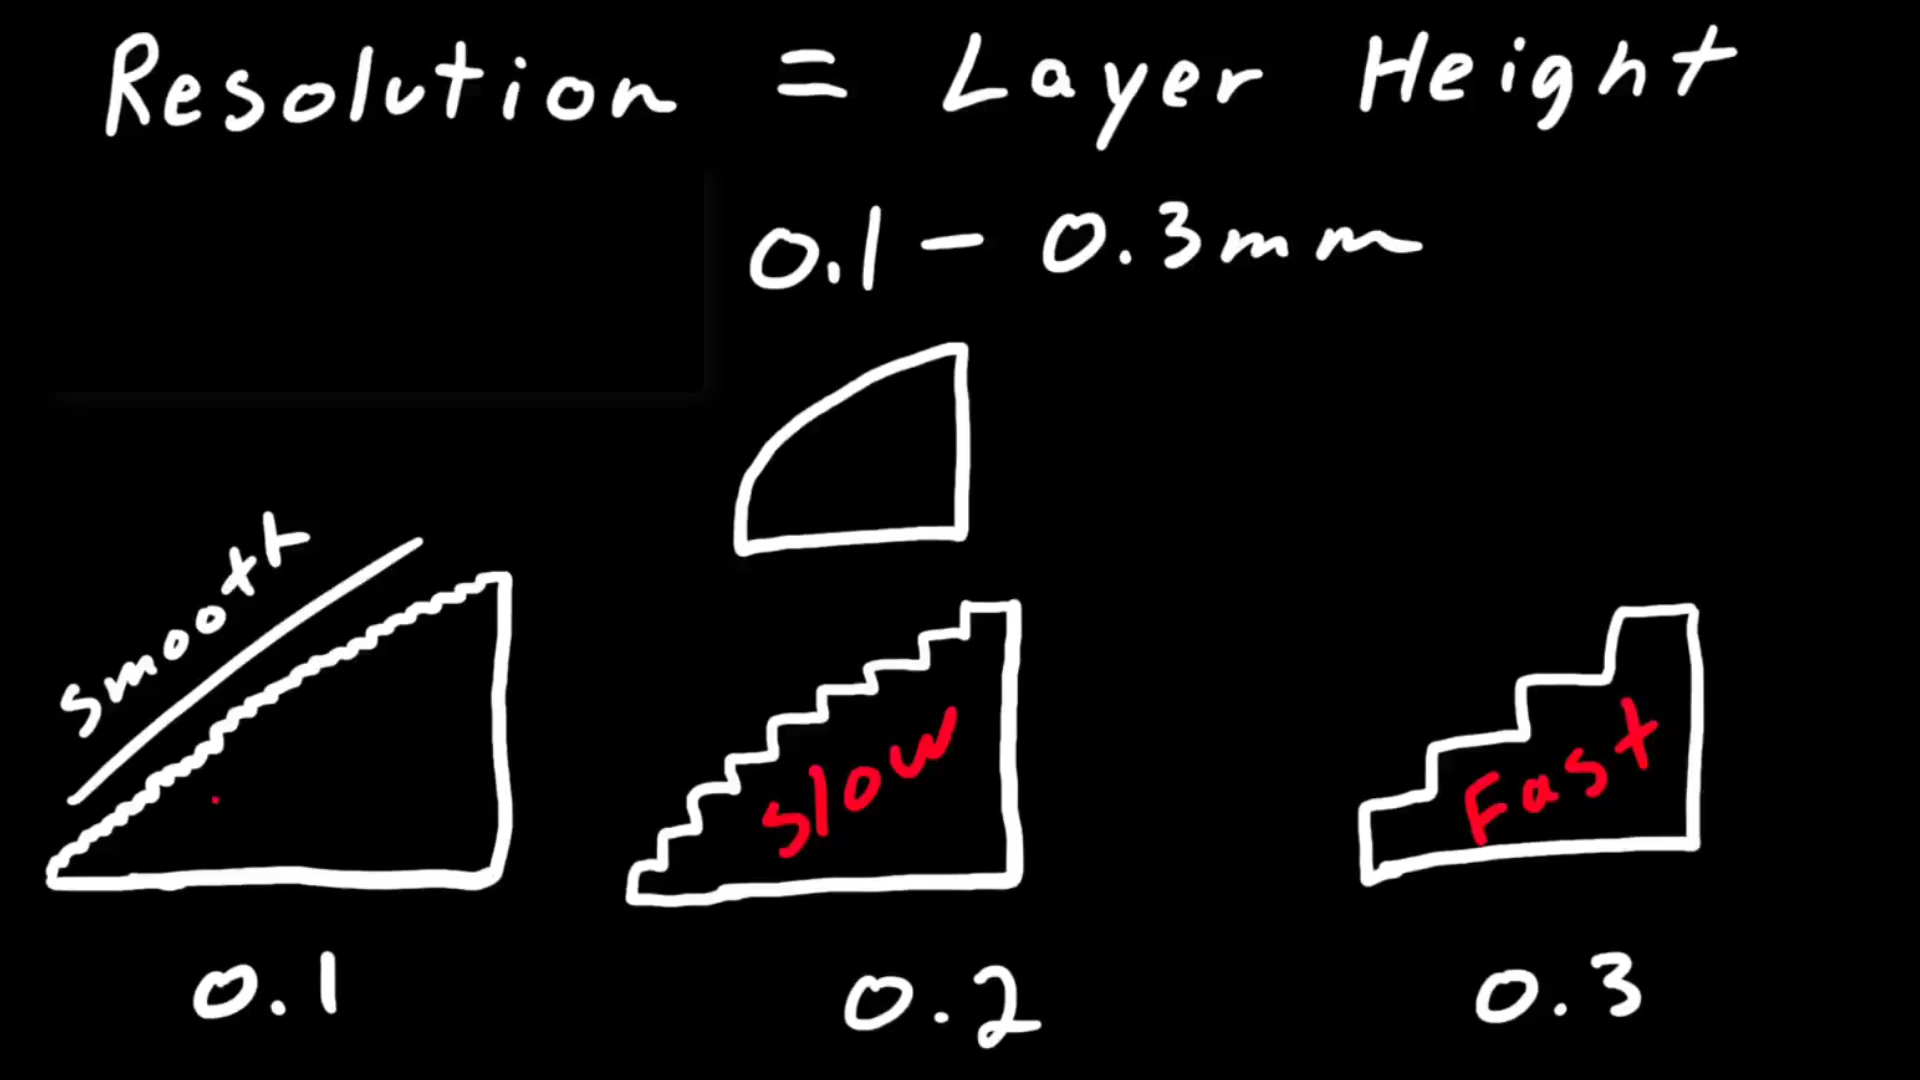 Resolution = Layer Height
0.1 - 0.3mm
smooth
slow
Fast
0.1
0.2
0.3